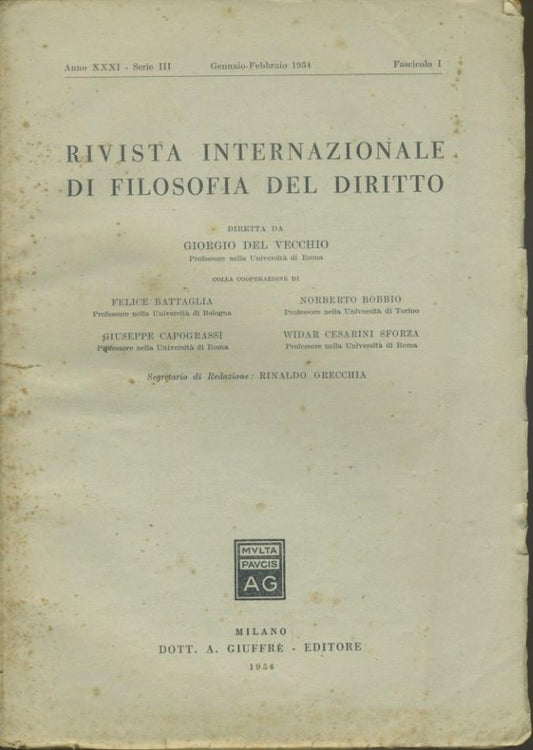 Anno XXXI - Serie III Gennaio-Febbraio 1954 Fascicolo I
RIVISTA INTERNAZIONALE
DI FILOSOFIA DEL DIRITTO
DIRETTA DA
GIORGIO DEL VECCHIO
Professore nella Università di Roma
COLLA COOPERAZIONE DI
FELICE BATTAGLIA NORBERTO BOBBIO
Professore nella Università di Bologna Professore nella Università di Torino
GIUSEPPE CAPOGRASSI WIDAR CESARINI SFORZA
Professore nella Università di Roma Professore nella Università di Roma
Segretario di Redazione: RINALDO ORECCHIA
MVLTA
PAVCIS
AG
MILANO
DOTT. A. GIUFFRÈ - EDITORE
1954